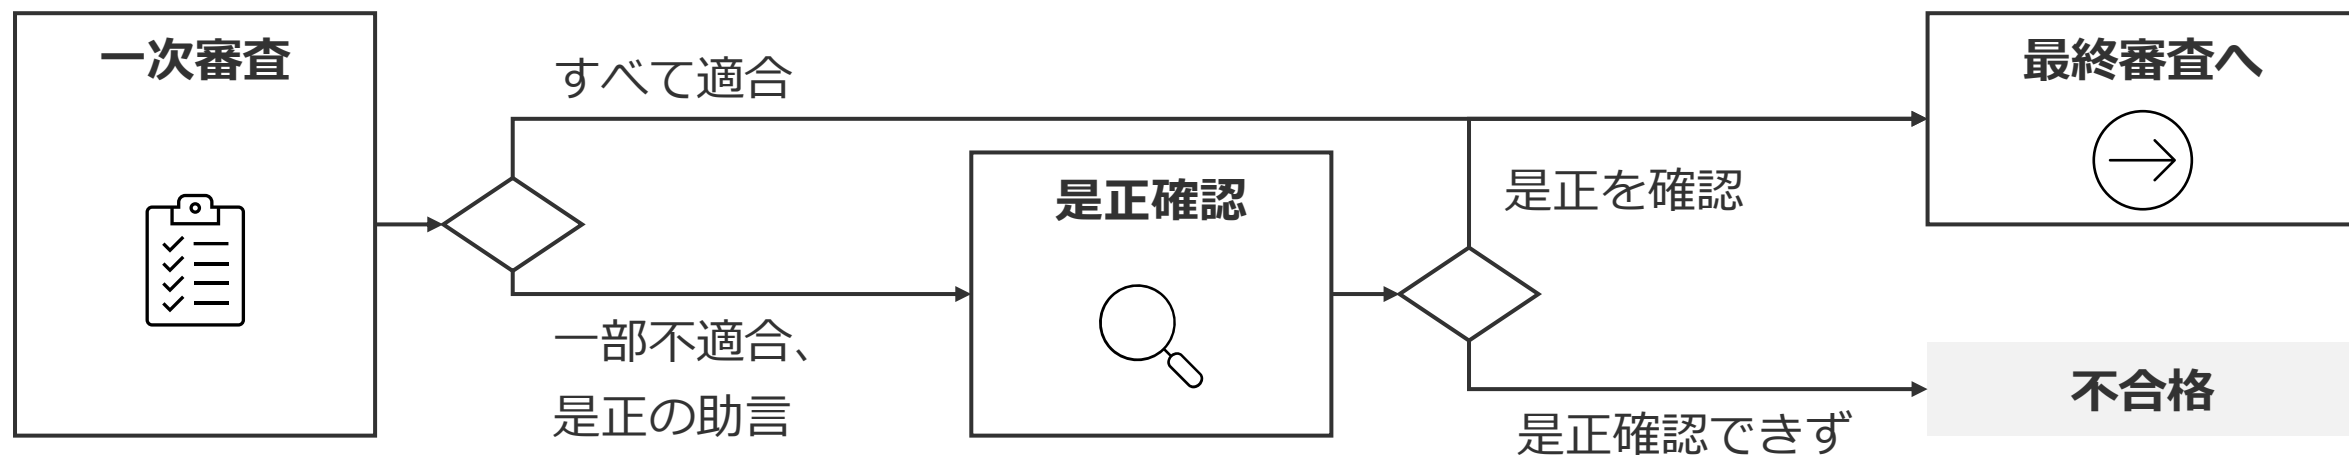 一次審査
すべて適合
最終審査へ
是正確認
是正を確認
一部不適合、
是正の助言
不合格
是正確認できず